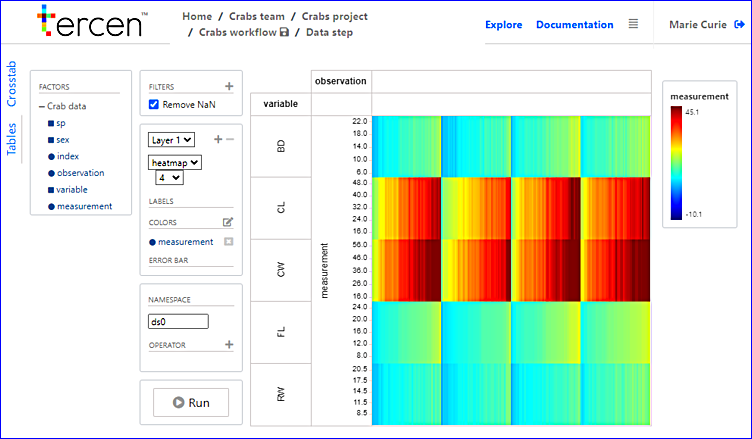 tercen™
Home / Crabs team / Crabs project
/ Crabs workflow / Data step
Explore Documentation
Marie Curie
Crosstab
Tables
FACTORS
Crab data
sp
sex
index
observation
variable
measurement
FILTERS
Remove NaN
Layer 1
heatmap
4
LABELS
COLORS
measurement
ERROR BAR
NAMESPACE
ds0
OPERATOR
Run
observation
variable
measurement
BD
22.0
18.0
14.0
10.0
6.0
CL
48.0
40.0
32.0
24.0
16.0
CW
56.0
46.0
36.0
26.0
16.0
FL
24.0
20.0
16.0
12.0
8.0
RW
20.5
17.5
14.5
11.5
8.5
measurement
45.1
-10.1